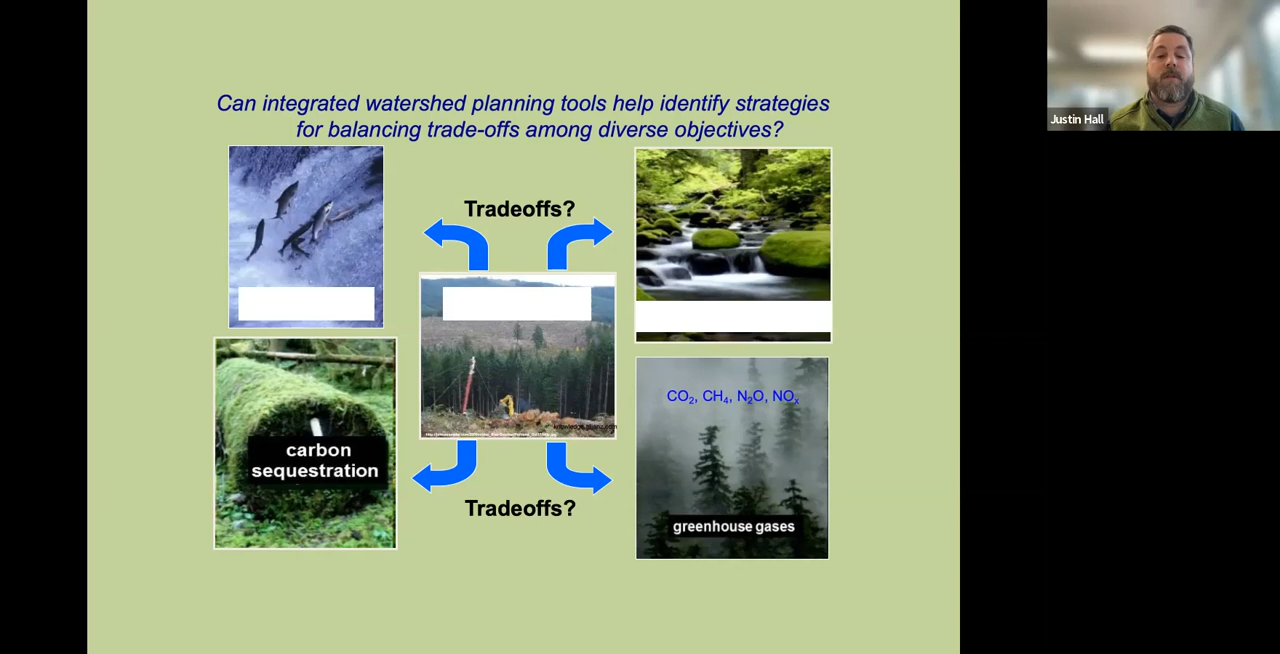 Can integrated watershed planning tools help identify strategies
for balancing trade-offs among diverse objectives?
Justin Hall
Tradeoffs?
CO₂, CH₄, N₂O, NOₓ
carbon
sequestration
greenhouse gases
Tradeoffs?